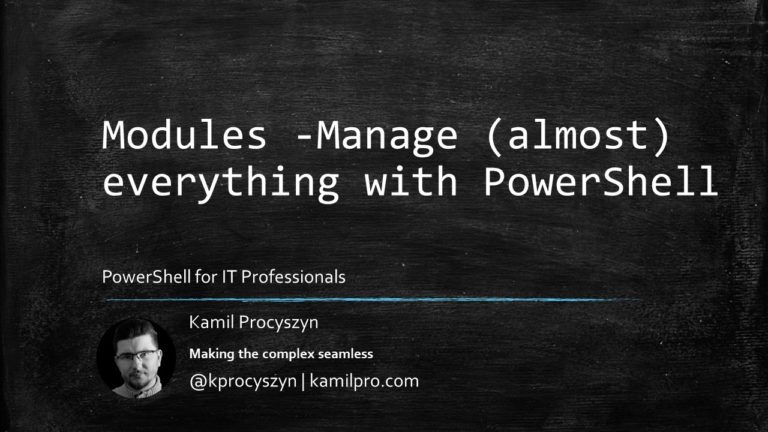 Modules -Manage (almost)
everything with PowerShell
PowerShell for IT Professionals
Kamil Procyszyn
Making the complex seamless
@kprocyszyn | kamilpro.com